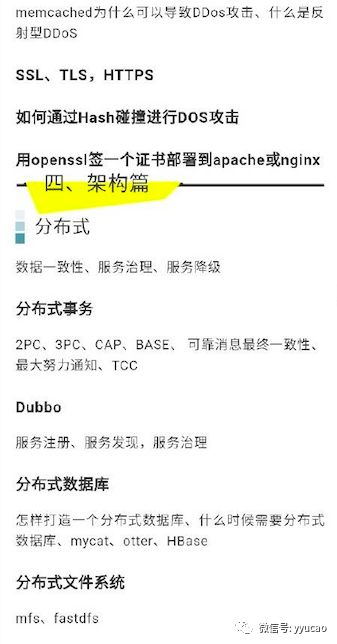 memcached为什么可以导致DDos攻击、什么是反
射型DDoS
SSL、TLS，HTTPS
如何通过Hash碰撞进行DOS攻击
用openssl签一个证书部署到apache或nginx
四、架构篇
分布式
数据一致性、服务治理、服务降级
分布式事务
2PC、3PC、CAP、BASE、 可靠消息最终一致性、
最大努力通知、TCC
Dubbo
服务注册、服务发现，服务治理
分布式数据库
怎样打造一个分布式数据库、什么时候需要分布式
数据库、mycat、otter、HBase
分布式文件系统
mfs、fastdfs
微信号: yyucao